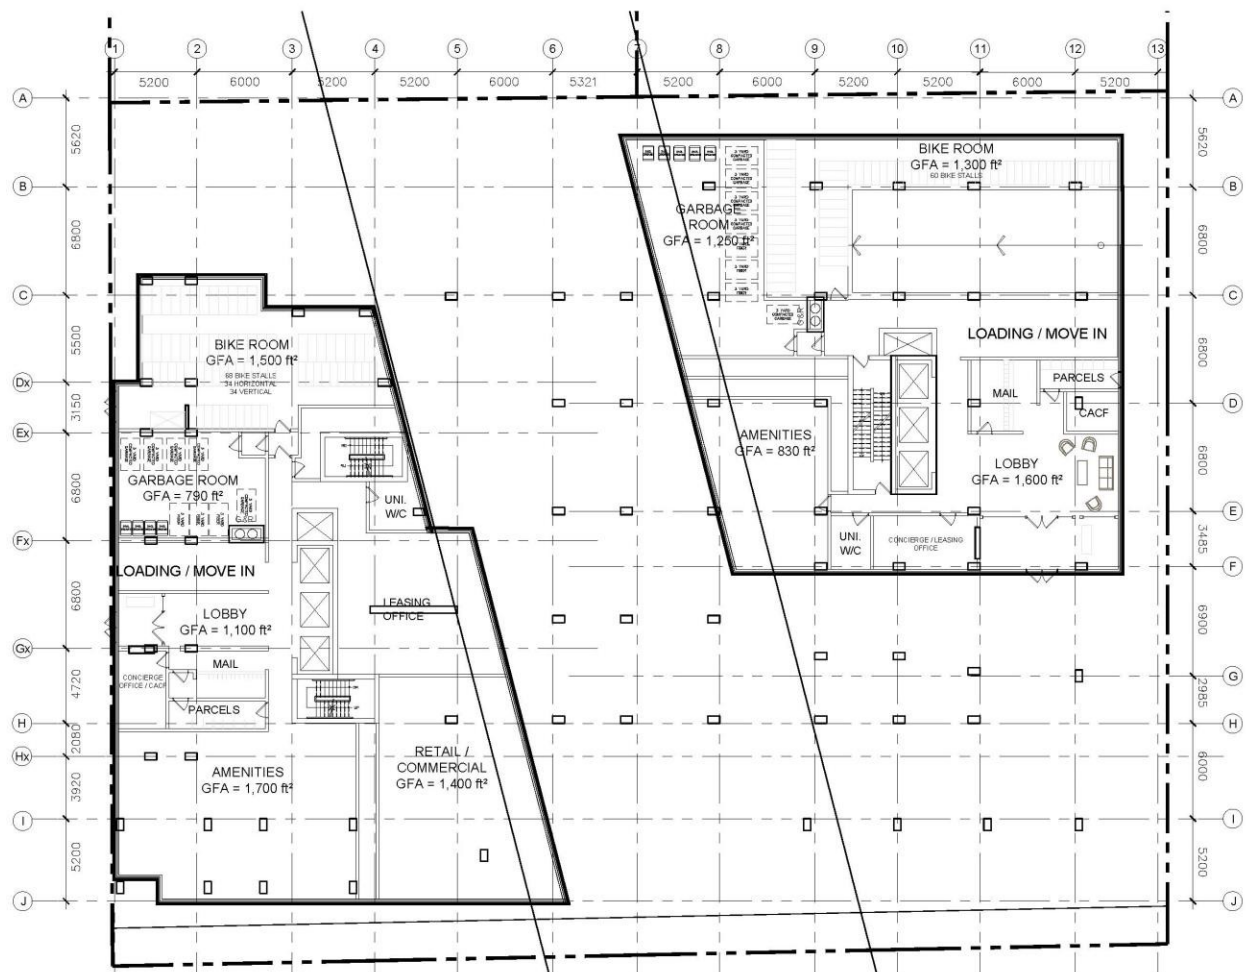 1 2 3 4 5 6 7 8 9 10 11 12 13
5200 6000 5200 5200 6000 5321 5200 6000 5200 5200 6000 5200
A A
5620 5620
BIKE ROOM
GFA = 1,300 ft²
60 BIKE STALLS
B B
GARBAGE
ROOM
GFA = 1,250 ft²
6800 6800
C C
G&R
LOADING / MOVE IN
5500 6800
BIKE ROOM
GFA = 1,500 ft²
68 BIKE STALLS
34 HORIZONTAL
34 VERTICAL
MAIL
PARCELS
Dx
3150
D
CACF
Ex
AMENITIES
GFA = 830 ft²
6800 6800
LOBBY
GFA = 1,600 ft²
GARBAGE ROOM
GFA = 790 ft²
UNI.
W/C
G&R
E
Fx
3485
UNI.
W/C
CONCIERGE / LEASING
OFFICE
F
LOADING / MOVE IN
6800
LEASING
OFFICE
LOBBY
GFA = 1,100 ft²
6900
Gx
MAIL
CONCIERGE
OFFICE / CACF
4720
G
2985
PARCELS
H H
2080
Hx
RETAIL /
COMMERCIAL
GFA = 1,400 ft²
AMENITIES
GFA = 1,700 ft²
3920 6000
I I
5200 5200
J J